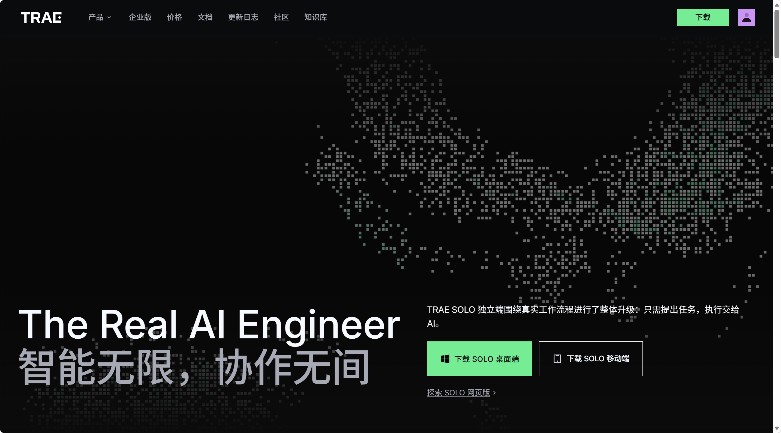 TRAE
产品
企业版
价格
文档
更新日志
社区
知识库
下载
The Real AI Engineer
智能无限，协作无间
TRAE SOLO 独立端围绕真实工作流程进行了整体升级：只需提出任务，执行交给
AI。
下载 SOLO 桌面端
下载 SOLO 移动端
探索 SOLO 网页版 >